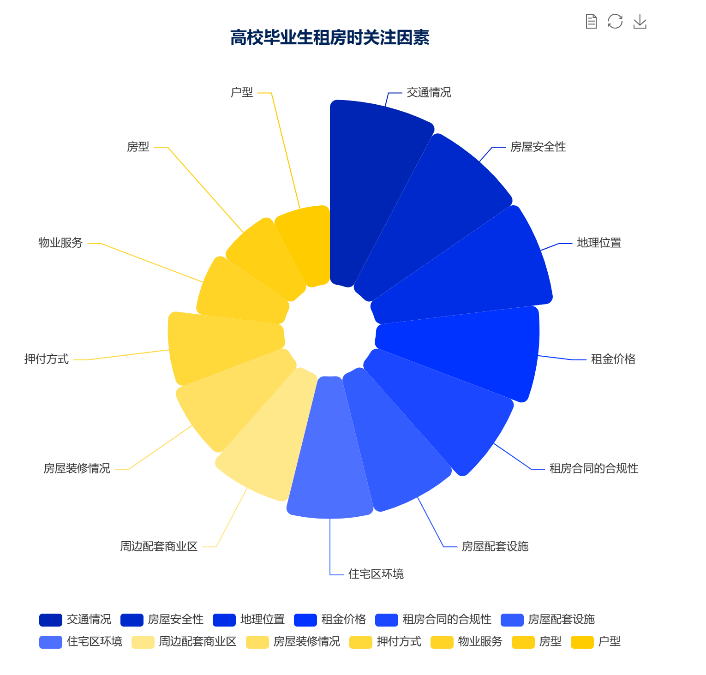 高校毕业生租房时关注因素
户型
交通情况
房型
房屋安全性
物业服务
地理位置
押付方式
租金价格
房屋装修情况
租房合同的合规性
周边配套商业区
房屋配套设施
住宅区环境
交通情况 房屋安全性 地理位置 租金价格 租房合同的合规性 房屋配套设施
住宅区环境 周边配套商业区 房屋装修情况 押付方式 物业服务 房型 户型